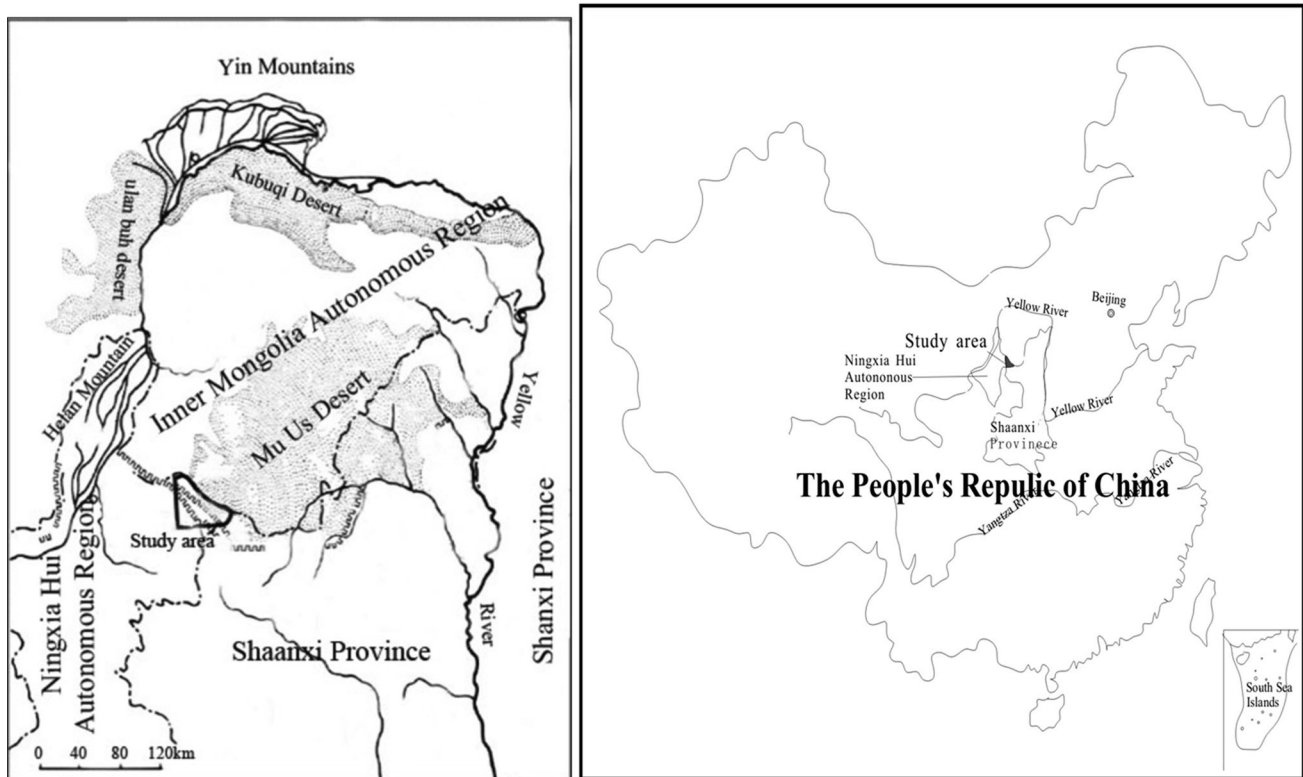 Yin Mountains
Kubuqi Desert
ulan buh desert
Inner Mongolia Autonomous Region
Mu Us Desert
Helan Mountain
Yellow
River
Study area
Ningxia Hui
Autonomous Region
Shaanxi Province
Shanxi Province
0 40 80 120km
Beijing
Yellow River
Study area
Ningxia Hui
Autononous
Region
Yellow River
Shaanxi
Provinece
The People's Repulic of China
Yangtza River
Yangtza River
South Sea
Islands